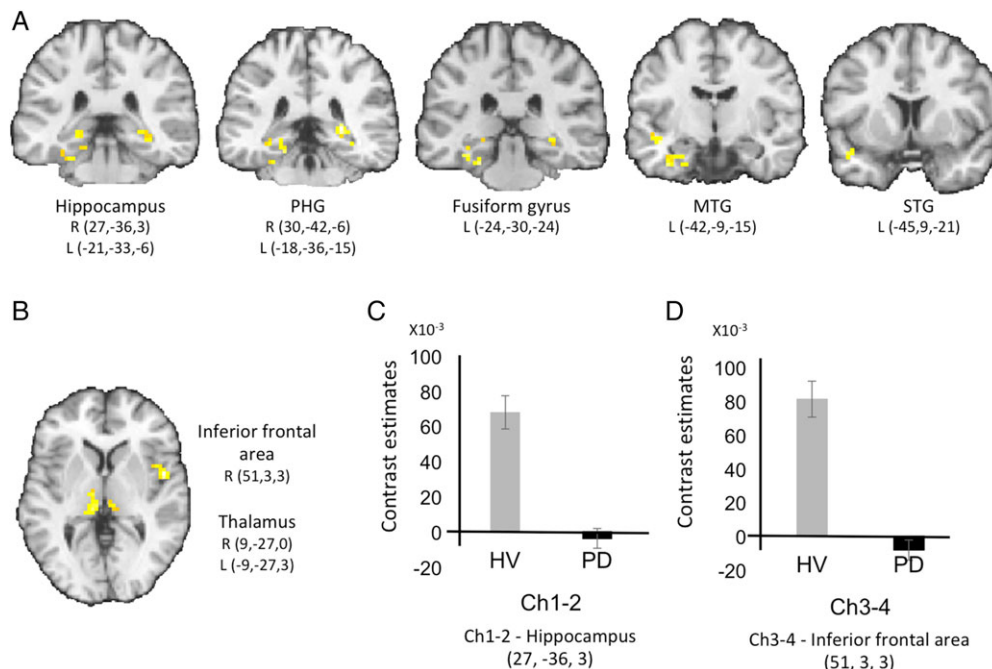 A
Hippocampus
R (27,-36,3)
L (-21,-33,-6)
PHG
R (30,-42,-6)
L (-18,-36,-15)
Fusiform gyrus
L (-24,-30,-24)
MTG
L (-42,-9,-15)
STG
L (-45,9,-21)
B
Inferior frontal
area
R (51,3,3)
Thalamus
R (9,-27,0)
L (-9,-27,3)
C
X10⁻³
Contrast estimates
100
80
60
40
20
0
-20
HV
PD
Ch1-2
Ch1-2 - Hippocampus
(27, -36, 3)
D
X10⁻³
Contrast estimates
100
80
60
40
20
0
-20
HV
PD
Ch3-4
Ch3-4 - Inferior frontal area
(51, 3, 3)